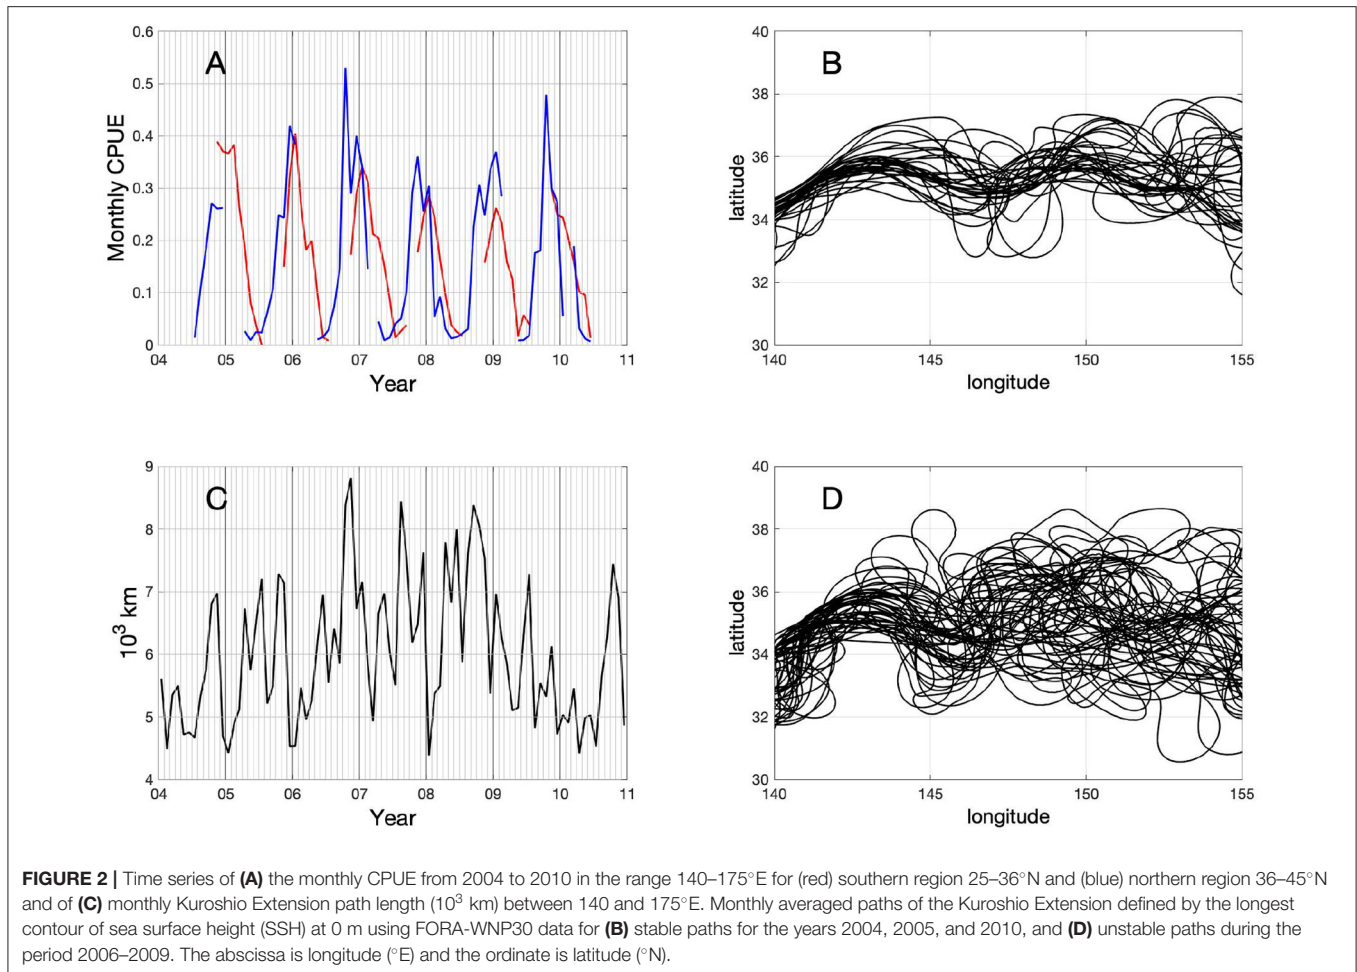 0.6
0.5
0.4
0.3
0.2
0.1
0
Monthly CPUE
A
04 05 06 07 08 09 10 11
Year
40
38
36
34
32
30
latitude
B
140 145 150 155
longitude
9
8
7
6
5
4
10³ km
C
04 05 06 07 08 09 10 11
Year
40
38
36
34
32
30
latitude
D
140 145 150 155
longitude
FIGURE 2 | Time series of (A) the monthly CPUE from 2004 to 2010 in the range 140–175°E for (red) southern region 25–36°N and (blue) northern region 36–45°N
and of (C) monthly Kuroshio Extension path length (10³ km) between 140 and 175°E. Monthly averaged paths of the Kuroshio Extension defined by the longest
contour of sea surface height (SSH) at 0 m using FORA-WNP30 data for (B) stable paths for the years 2004, 2005, and 2010, and (D) unstable paths during the
period 2006–2009. The abscissa is longitude (°E) and the ordinate is latitude (°N).